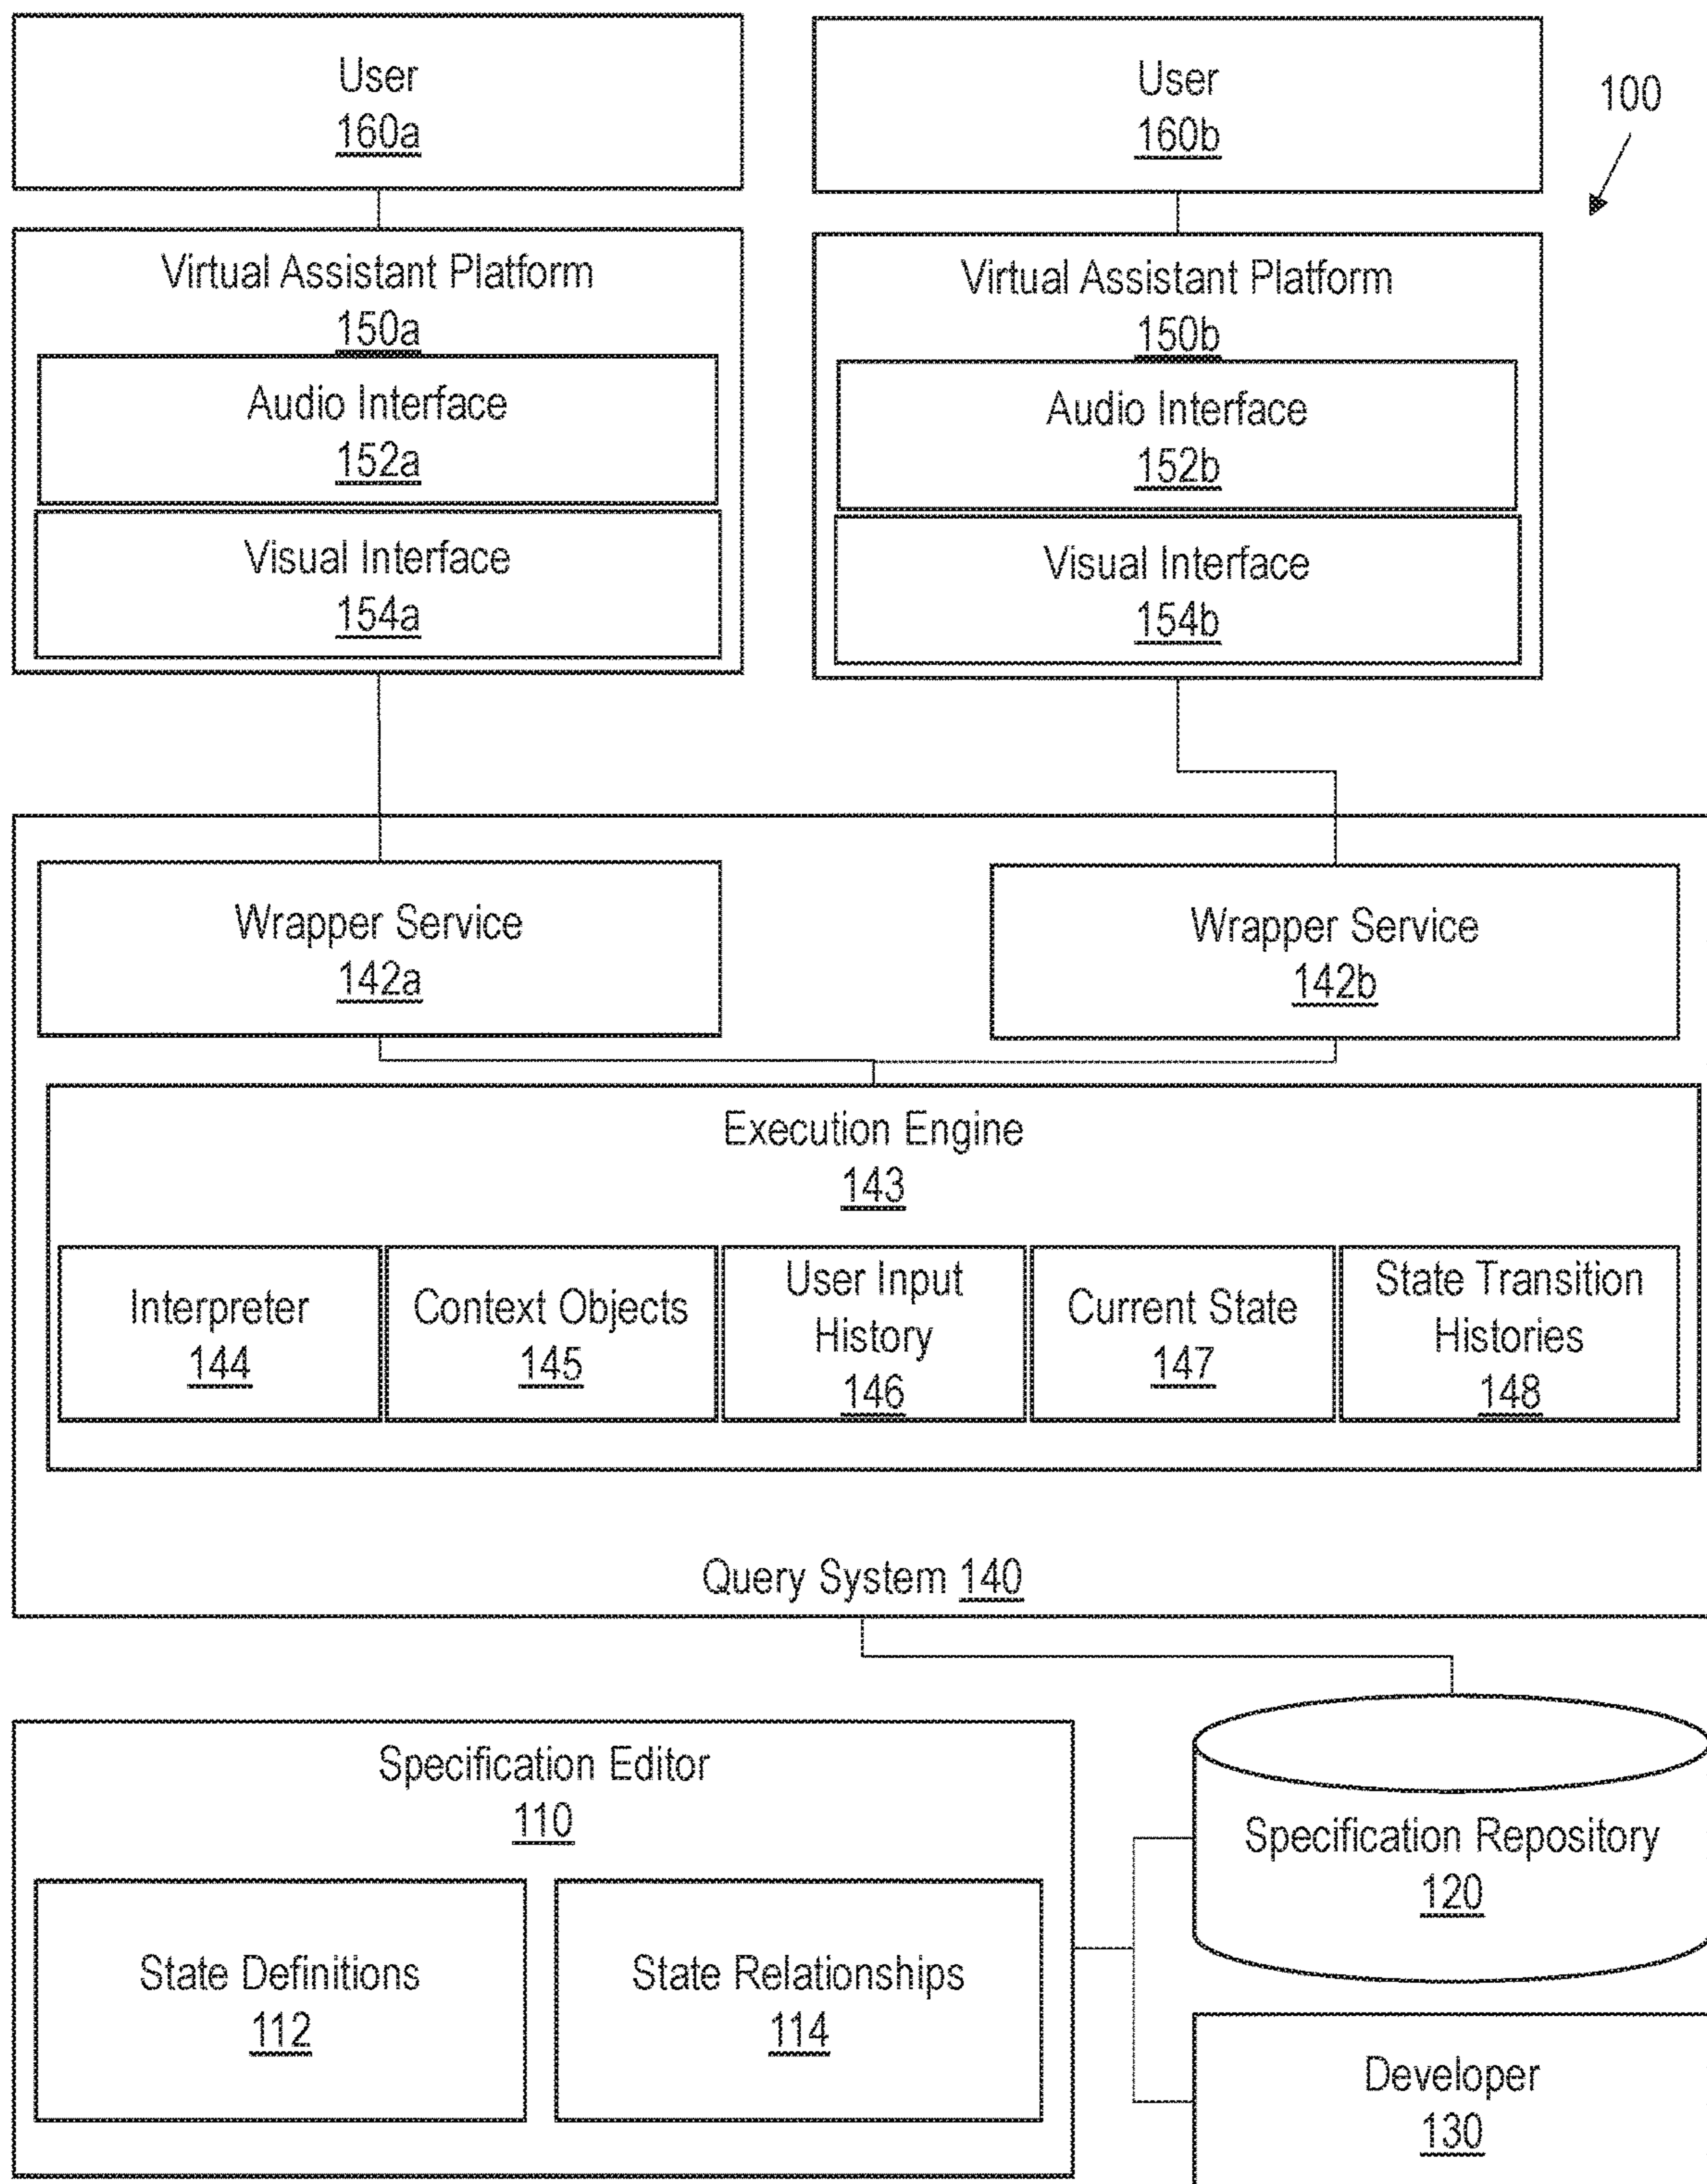 User
160a
User
160b
100
Virtual Assistant Platform
150a
Audio Interface
152a
Visual Interface
154a
Virtual Assistant Platform
150b
Audio Interface
152b
Visual Interface
154b
Wrapper Service
142a
Wrapper Service
142b
Execution Engine
143
Interpreter
144
Context Objects
145
User Input
History
146
Current State
147
State Transition
Histories
148
Query System 140
Specification Editor
110
State Definitions
112
State Relationships
114
Specification Repository
120
Developer
130